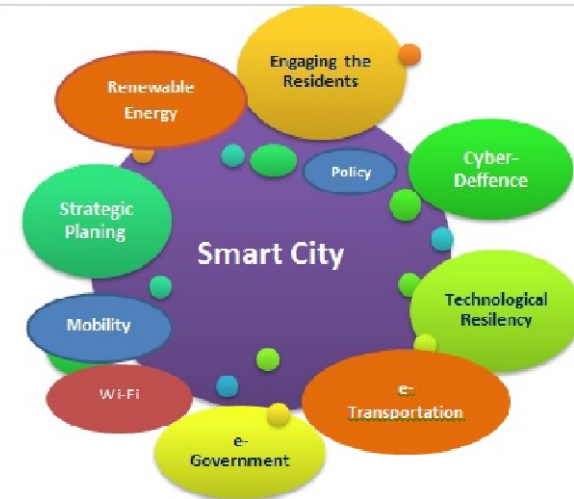 Engaging the
Residents
Renewable
Energy
Policy
Cyber-
Deffence
Strategic
Planing
Smart City
Technological
Resilency
Mobility
Wi-Fi
e-
Transportation
e-
Government